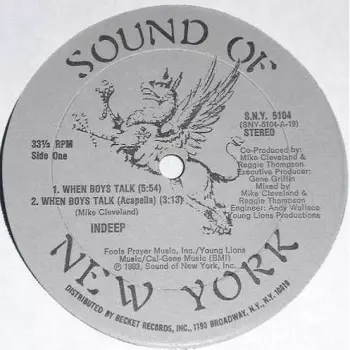 SOUND OF
NEW YORK
33⅓ RPM
Side One
S.N.Y. 5104
(SNY-5104-A-19)
STEREO
Co-Produced by:
Mike Cleveland &
Reggie Thompson
Executive Producer:
Gene Griffin
Mixed by
Mike Cleveland &
Reggie Thompson
Engineer: Andy Wallace
Young Lions Productions
1. WHEN BOYS TALK (5:54)
2. WHEN BOYS TALK (Acapella) (3:13)
(Mike Cleveland)
INDEEP
Fools Prayer Music, Inc./Young Lions
Music/Cal-Gene Music (BMI)
℗ 1983, Sound of New York, Inc.
DISTRIBUTED BY BECKET RECORDS, INC., 1790 BROADWAY, N.Y., N.Y. 10019